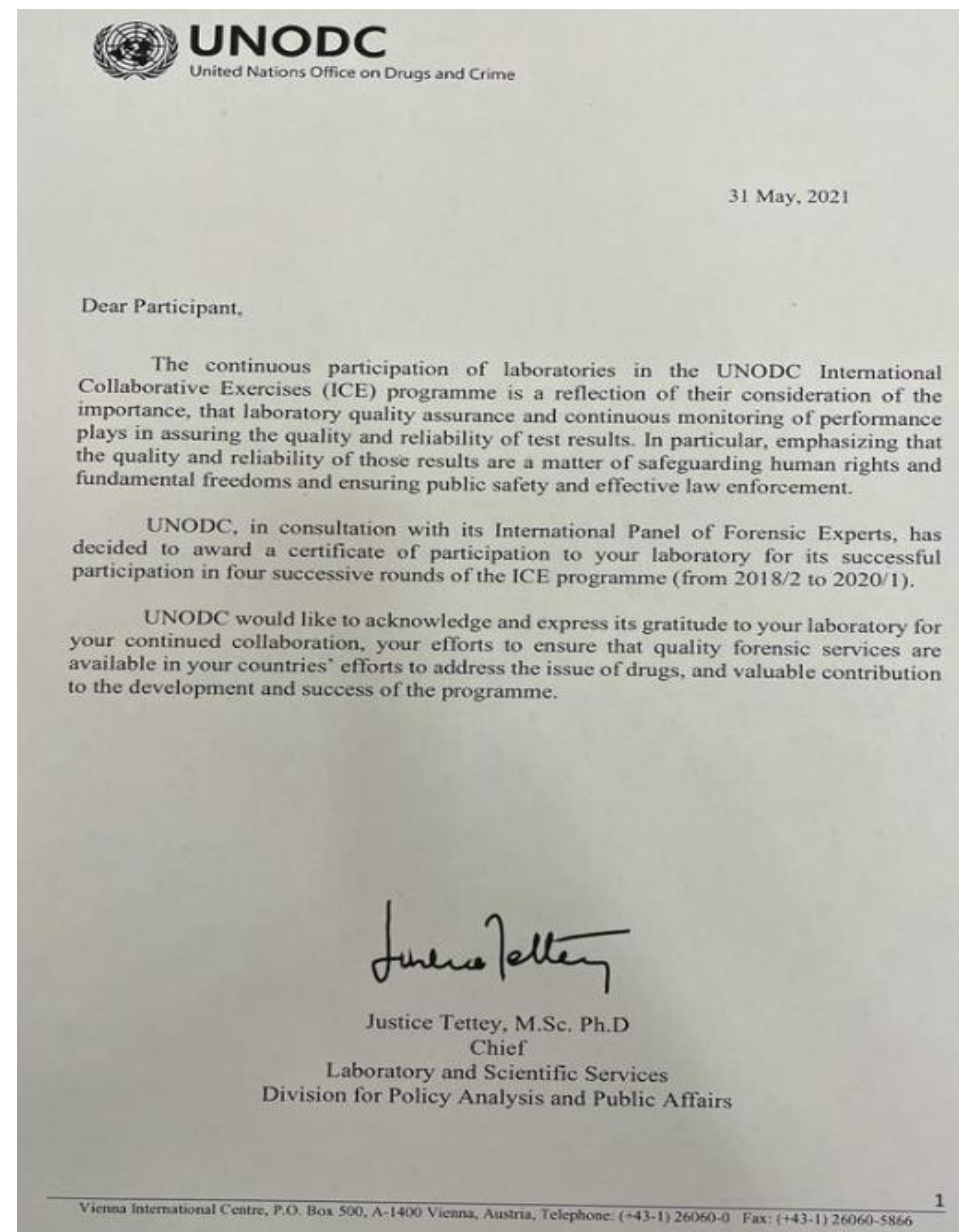 UNODC
United Nations Office on Drugs and Crime
31 May, 2021
Dear Participant,
The continuous participation of laboratories in the UNODC International
Collaborative Exercises (ICE) programme is a reflection of their consideration of the
importance, that laboratory quality assurance and continuous monitoring of performance
plays in assuring the quality and reliability of test results. In particular, emphasizing that
the quality and reliability of those results are a matter of safeguarding human rights and
fundamental freedoms and ensuring public safety and effective law enforcement.
UNODC, in consultation with its International Panel of Forensic Experts, has
decided to award a certificate of participation to your laboratory for its successful
participation in four successive rounds of the ICE programme (from 2018/2 to 2020/1).
UNODC would like to acknowledge and express its gratitude to your laboratory for
your continued collaboration, your efforts to ensure that quality forensic services are
available in your countries' efforts to address the issue of drugs, and valuable contribution
to the development and success of the programme.
Justice Tettey, M.Sc. Ph.D
Chief
Laboratory and Scientific Services
Division for Policy Analysis and Public Affairs
1
Vienna International Centre, P.O. Box 500, A-1400 Vienna, Austria, Telephone: (+43-1) 26060-0 Fax: (+43-1) 26060-5866